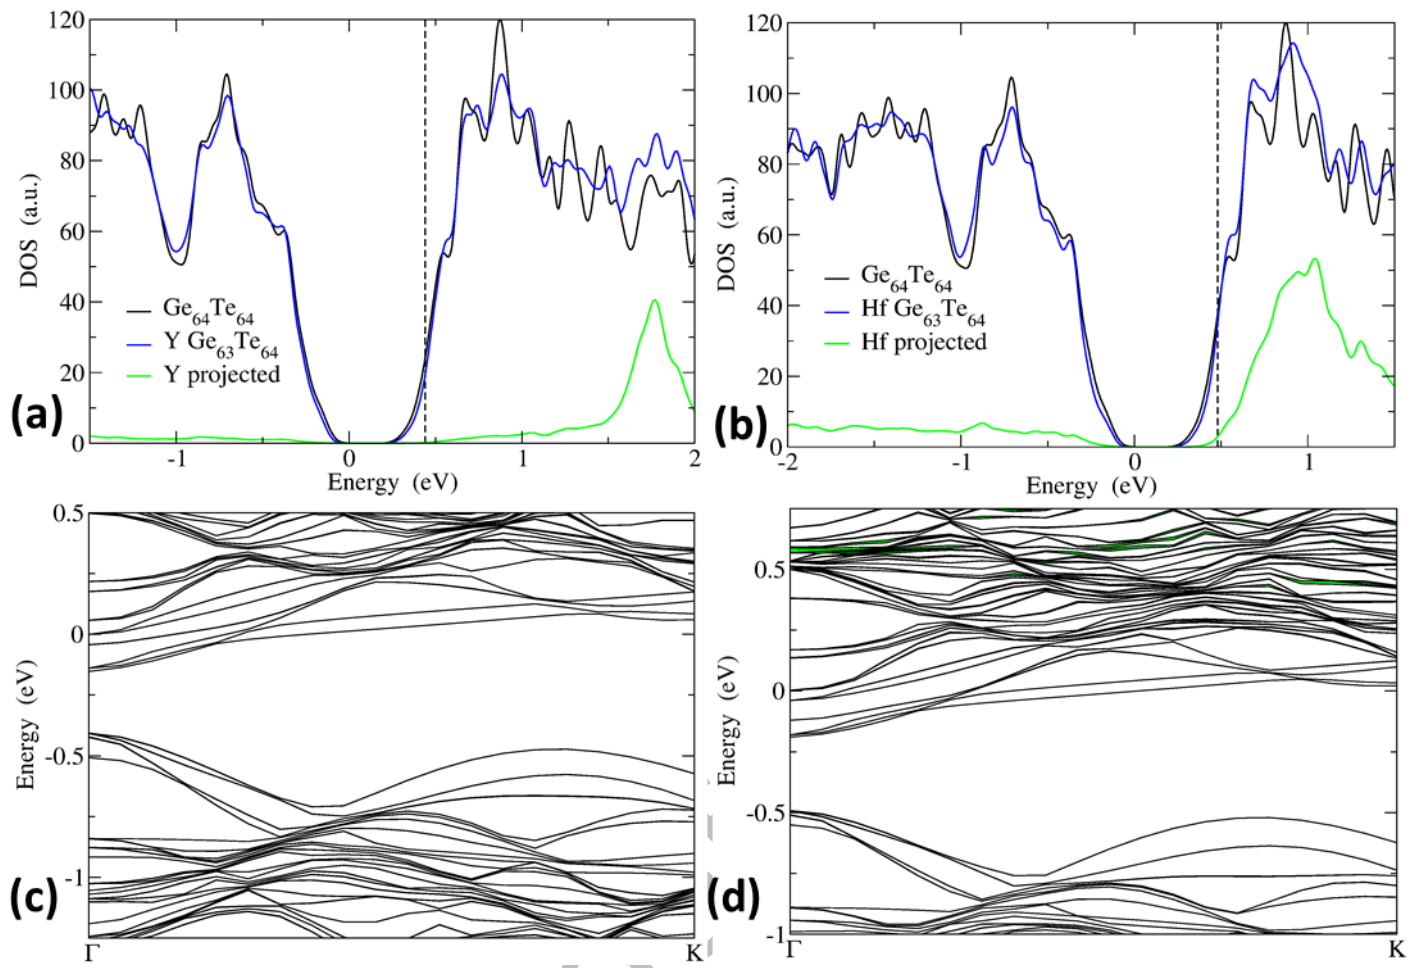 120
100
80
60
40
20
0
DOS (a.u.)
Ge64Te64
Y Ge63Te64
Y projected
(a)
-1 0 1 2
Energy (eV)
120
100
80
60
40
20
0
DOS (a.u.)
Ge64Te64
Hf Ge63Te64
Hf projected
(b)
-2 -1 0 1
Energy (eV)
0.5
0
-0.5
-1
Energy (eV)
(c)
Γ K
0.5
0
-0.5
-1
Energy (eV)
(d)
Γ K